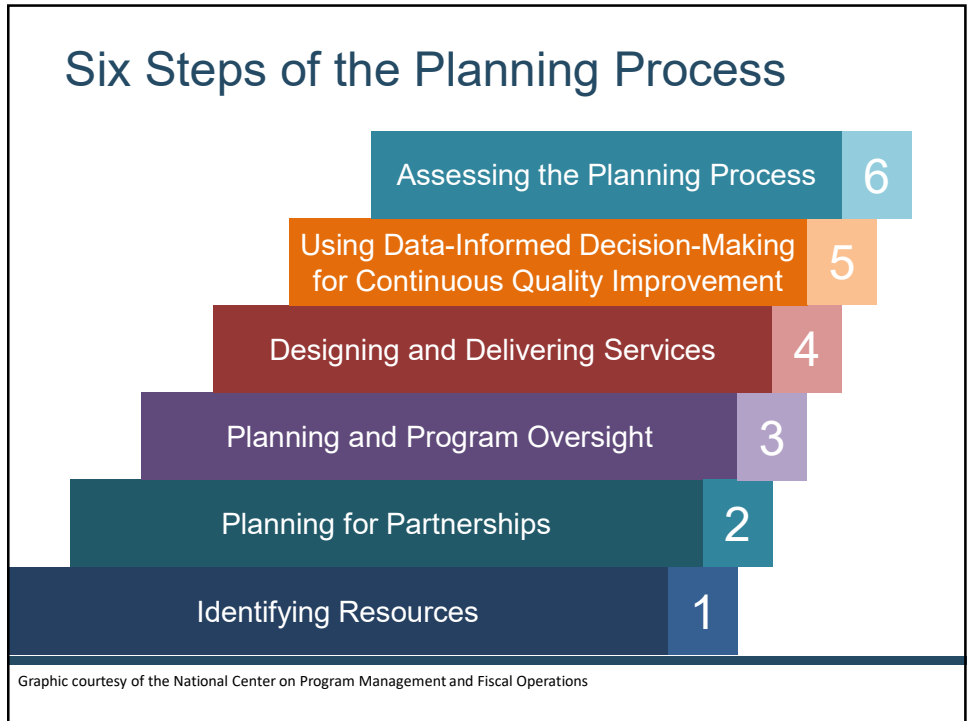 Six Steps of the Planning Process
Assessing the Planning Process 6
Using Data-Informed Decision-Making
for Continuous Quality Improvement 5
Designing and Delivering Services 4
Planning and Program Oversight 3
Planning for Partnerships 2
Identifying Resources 1
Graphic courtesy of the National Center on Program Management and Fiscal Operations